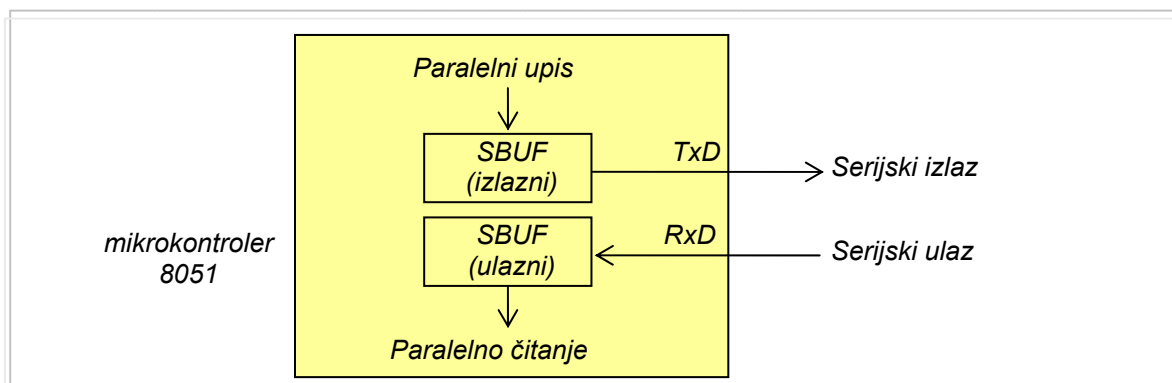 Paralelni upis
SBUF
(izlazni)
TxD
Serijski izlaz
SBUF
(ulazni)
RxD
Serijski ulaz
mikrokontroler
8051
Paralelno čitanje